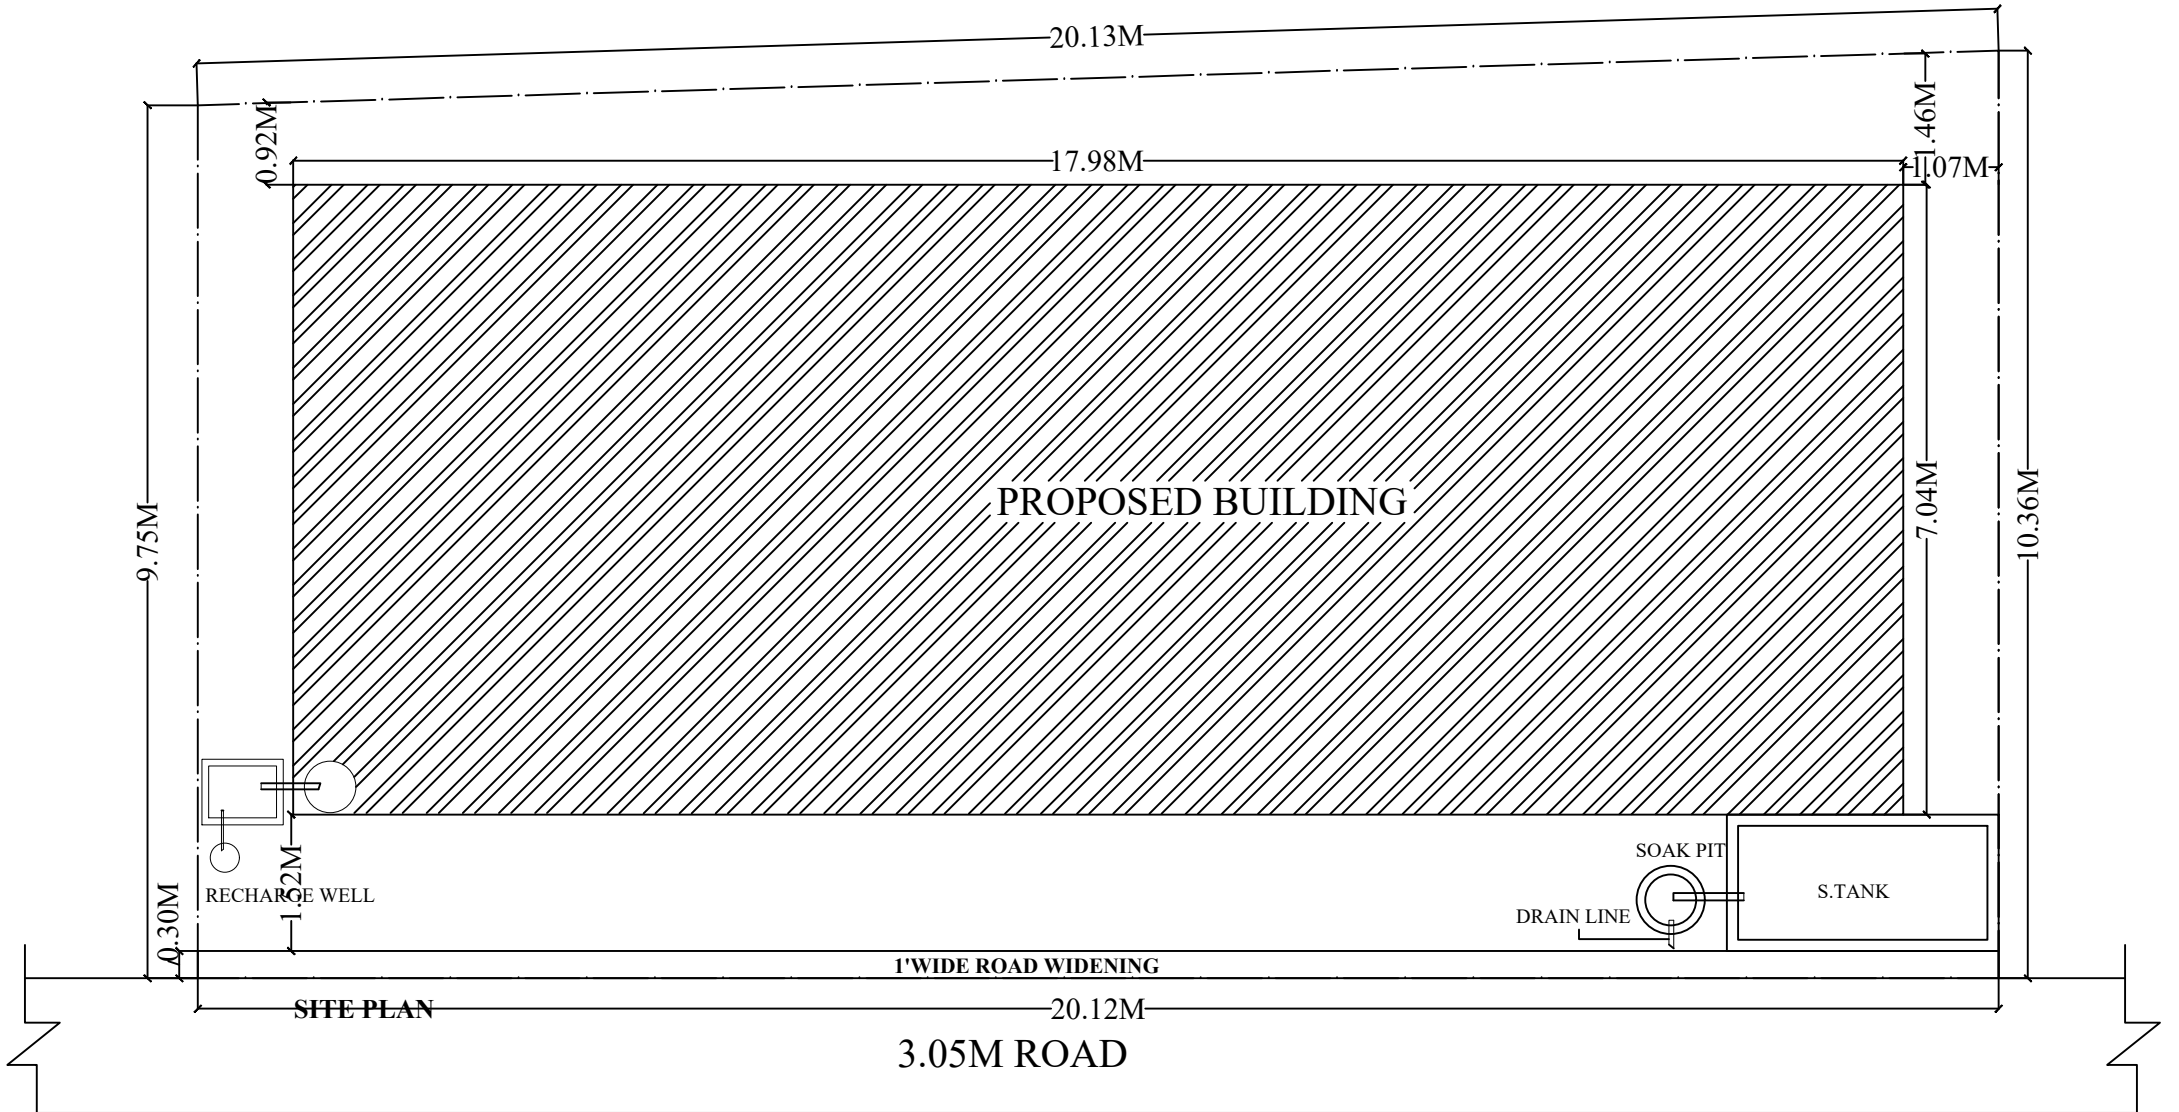 20.13M
0.92M
1.46M
17.98M
1.07M
PROPOSED BUILDING
9.75M
7.04M
10.36M
SOAK PIT
1.52M
RECHARGE WELL
S.TANK
0.30M
DRAIN LINE
1'WIDE ROAD WIDENING
SITE PLAN
20.12M
3.05M ROAD